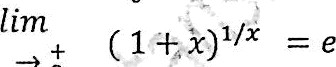 lim (1 + x)^{1/x} = e
→ +